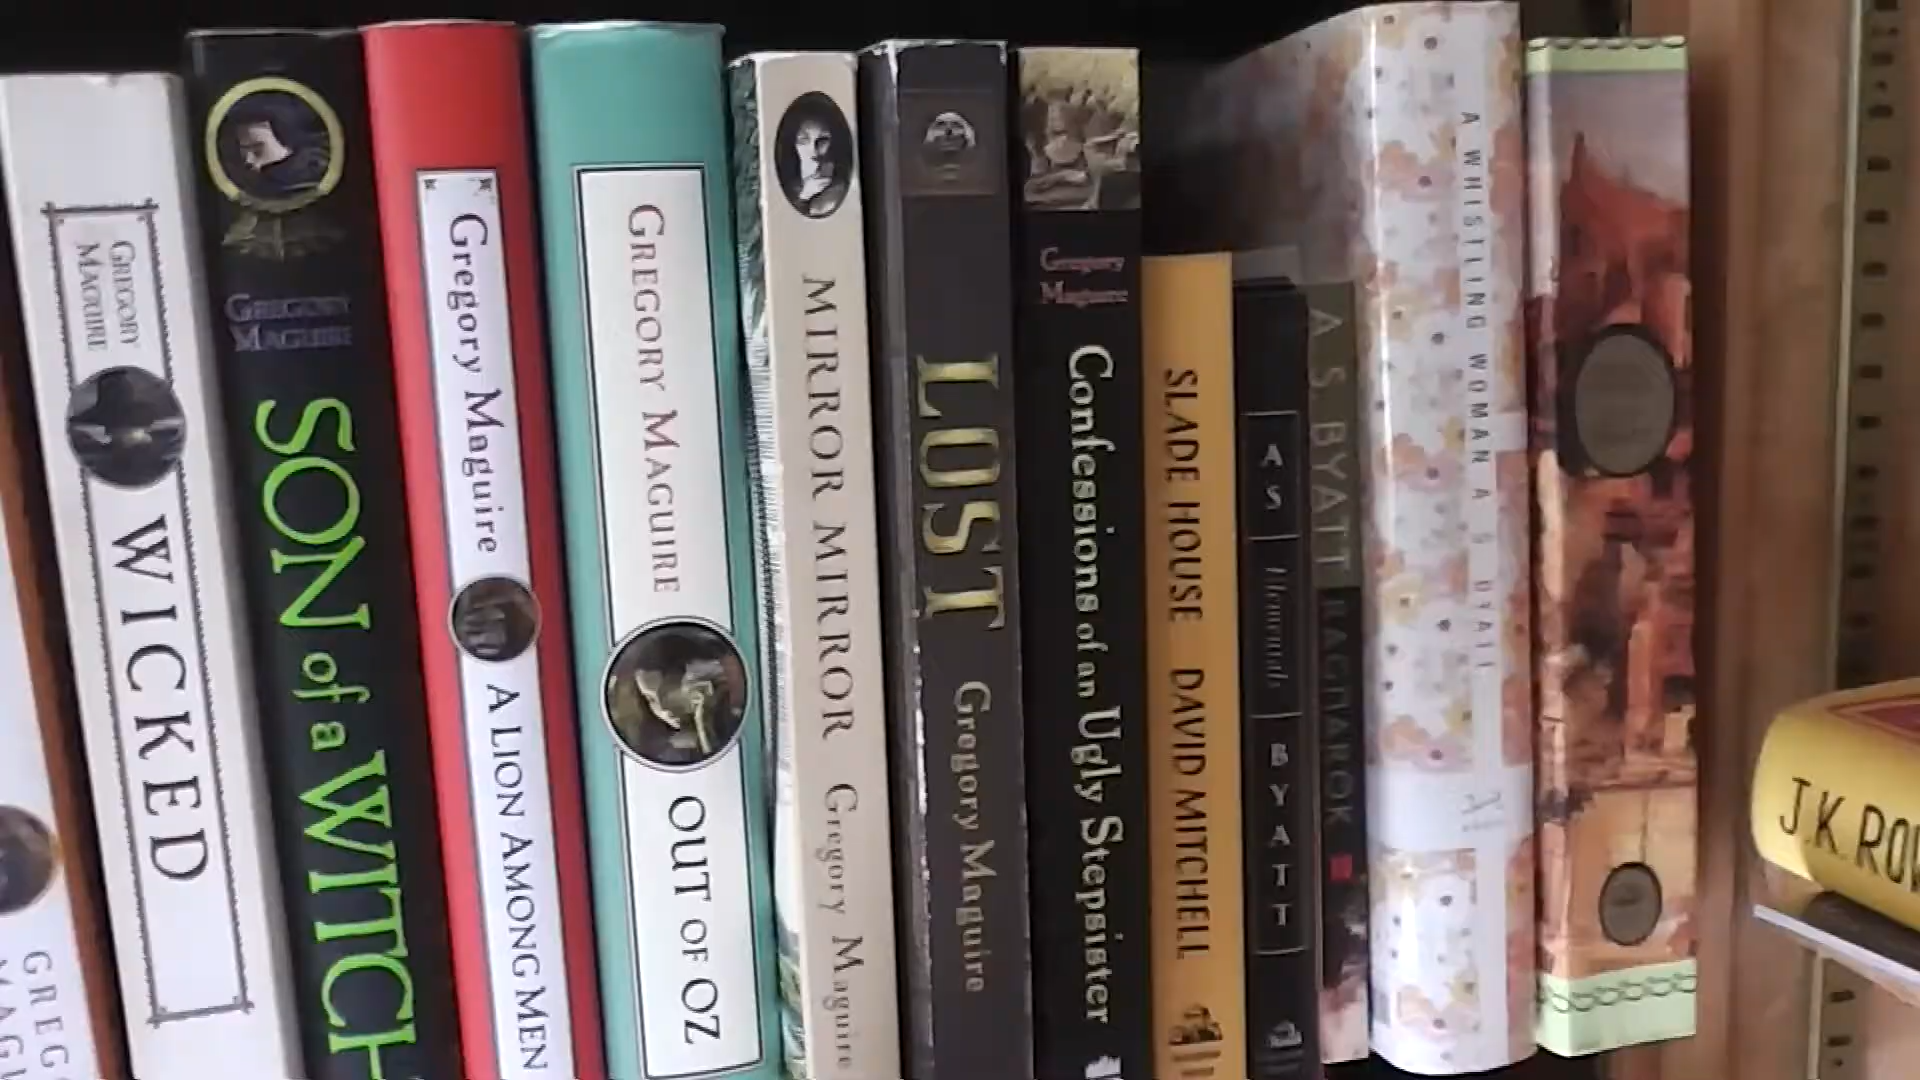 GREGORY
MAGUIRE
WICKED
GREGORY
MAGUIRE
SON of a WITCH
Gregory Maguire
A LION AMONG MEN
GREGORY MAGUIRE
OUT OF OZ
MIRROR MIRROR Gregory Maguire
LOST
Gregory Maguire
Gregory
Maguire
Confessions of an Ugly Stepsister
SLADE HOUSE DAVID MITCHELL
A S
Elementals
BYATT
A S BYATT RAGNAROK
A WHISTLING WOMAN A S BYATT
J.K.